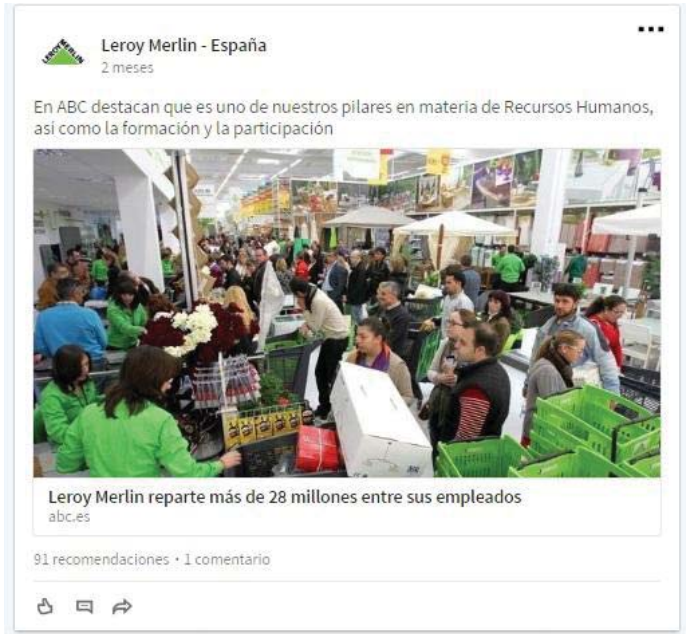 LEROY MERLIN
Leroy Merlin - España
2 meses
En ABC destacan que es uno de nuestros pilares en materia de Recursos Humanos,
así como la formación y la participación
Leroy Merlin reparte más de 28 millones entre sus empleados
abc.es
91 recomendaciones • 1 comentario